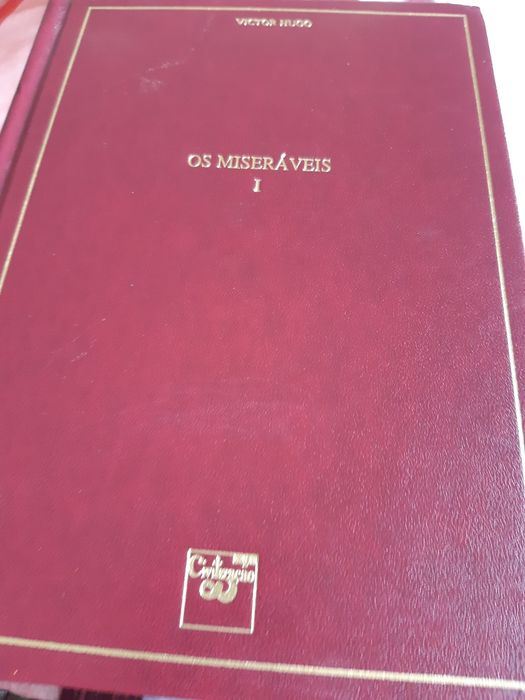 VICTOR HUGO
OS MISERÁVEIS
I
Civilização